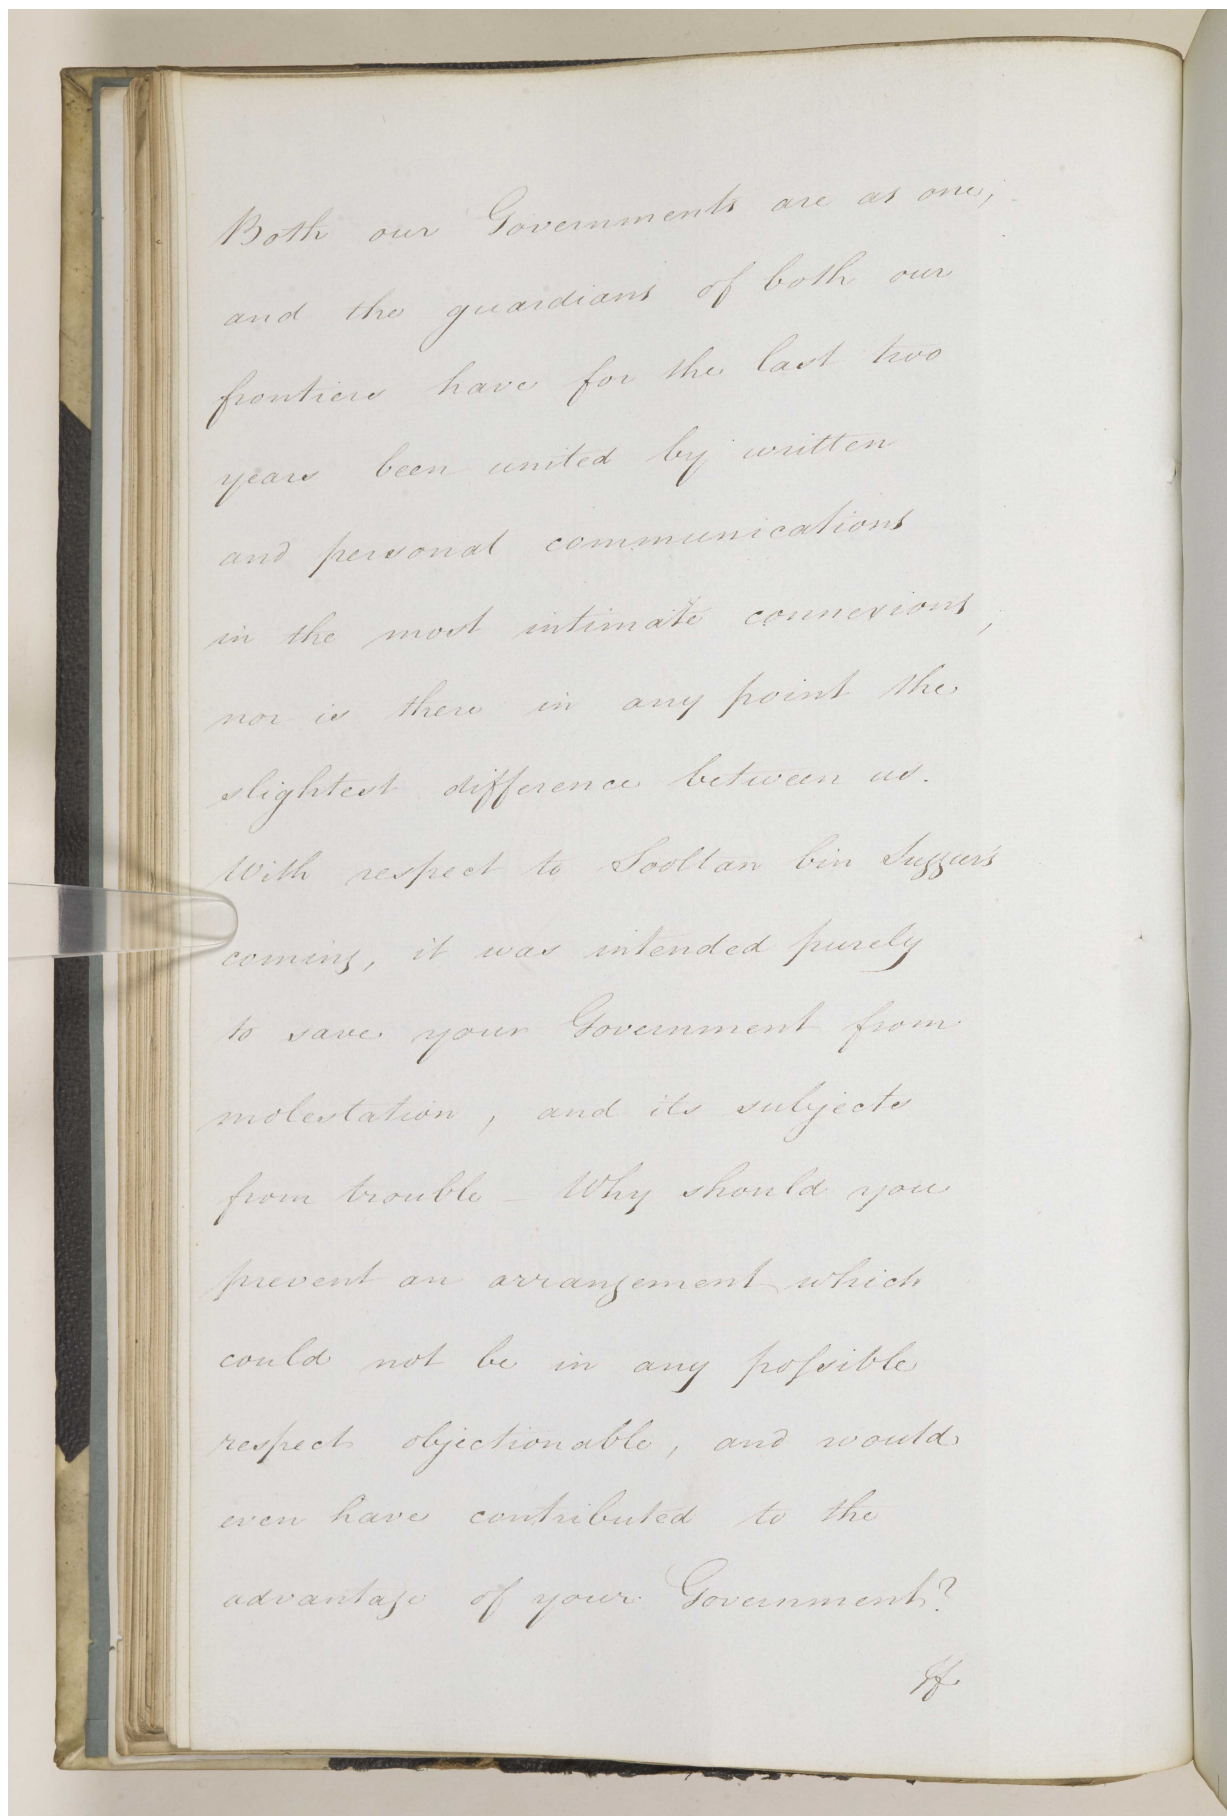 Both our Governments are as one,
and the guardians of both our
frontiers have for the last two
years been united by written
and personal communications
in the most intimate connexions,
nor is there in any point the
slightest difference between us.
With respect to Sooltan bin Suggur's
coming, it was intended purely
to save your Government from
molestation, and its subjects
from trouble – Why should you
prevent an arrangement which
could not be in any possible
respect objectionable, and would
even have contributed to the
advantage of your Government?
If